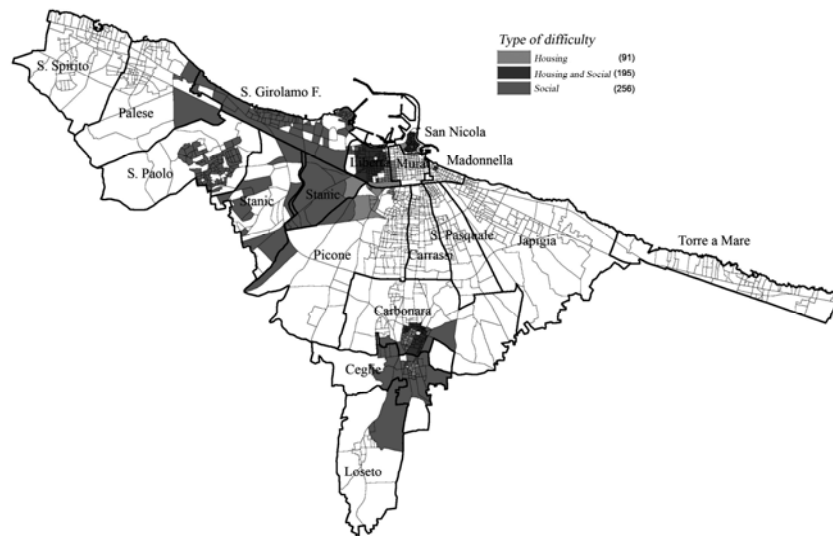 Type of difficulty
Housing (91)
Housing and Social (195)
Social (256)
S. Spirito
Palese
S. Girolamo F.
San Nicola
Libertà Murat Madonnella
S. Paolo
Stanic
Stanic
Picone
Carrassi
S. Pasquale
Japigia
Torre a Mare
Carbonara
Ceglie
Loseto